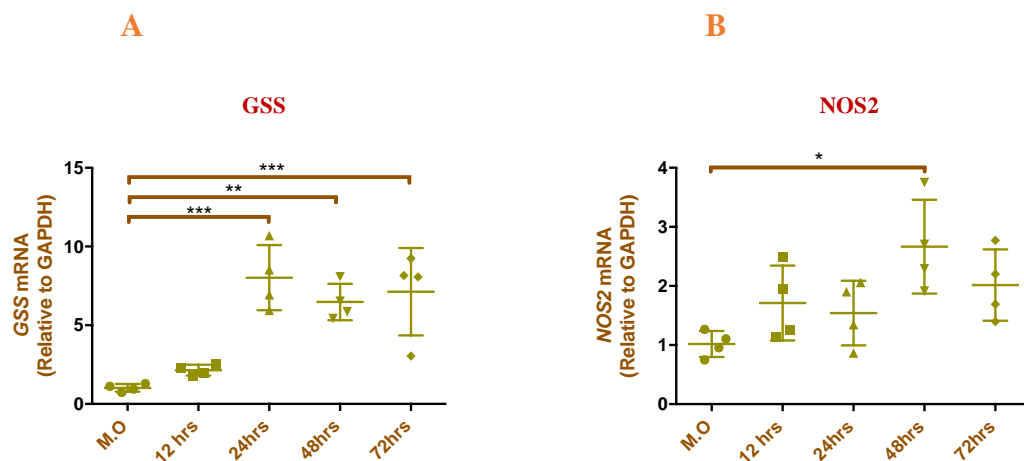 A
GSS
GSS mRNA
(Relative to GAPDH)
15
10
5
0
***
**
***
M.O
12 hrs
24hrs
48hrs
72hrs
B
NOS2
NOS2 mRNA
(Relative to GAPDH)
4
3
2
1
0
*
M.O
12 hrs
24hrs
48hrs
72hrs